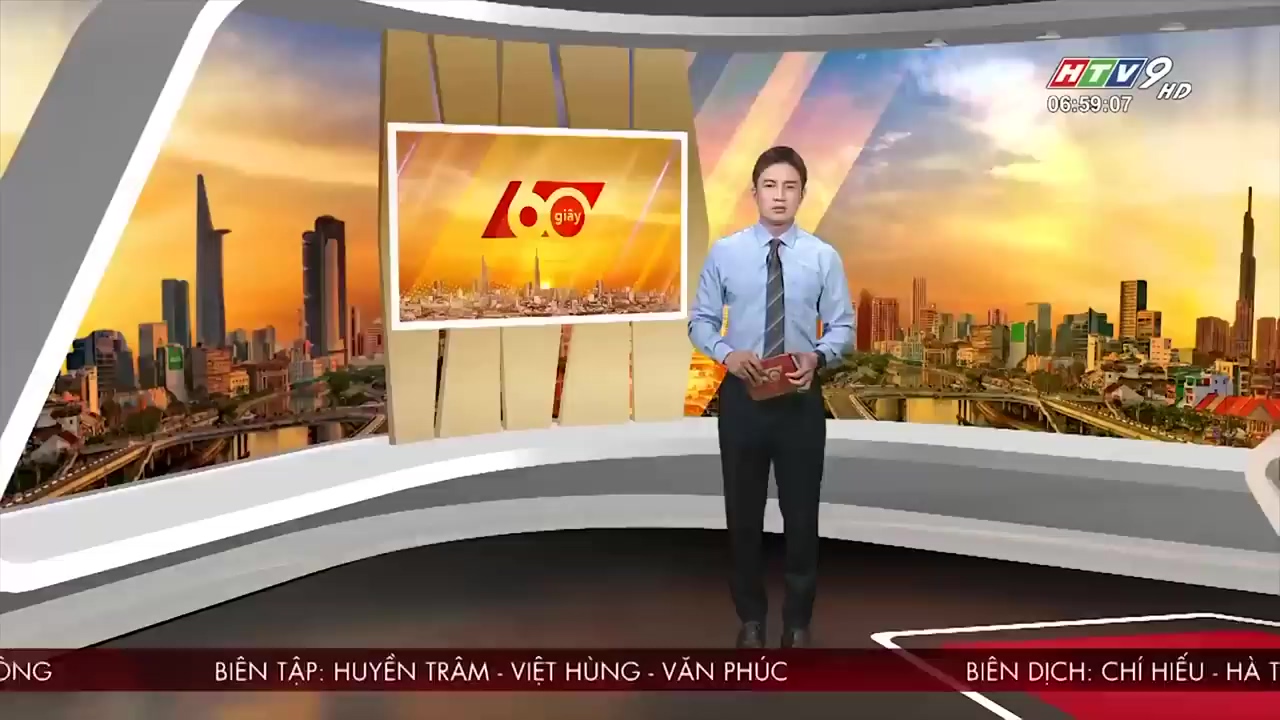 HTV9 HD
06:59:07
60 giây
ÔNG BIÊN TẬP: HUYỀN TRÂM - VIỆT HÙNG - VĂN PHÚC BIÊN DỊCH: CHÍ HIẾU - HÀ T